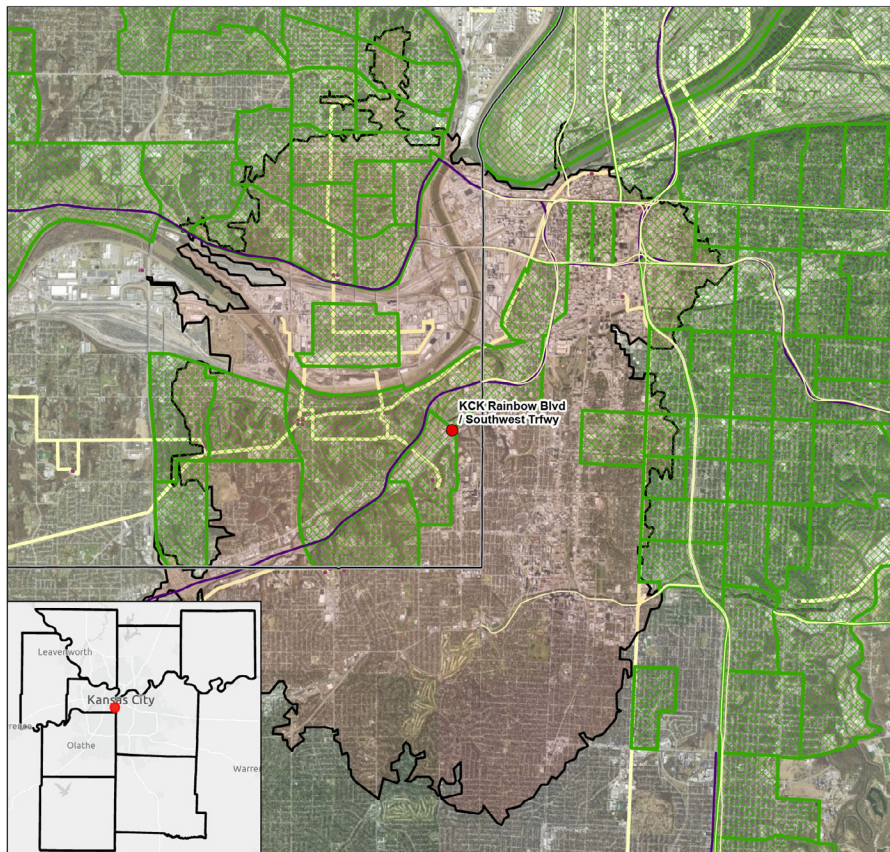 KCK Rainbow Blvd
/ Southwest Trfwy
Leavenworth
Kansas City
Olathe